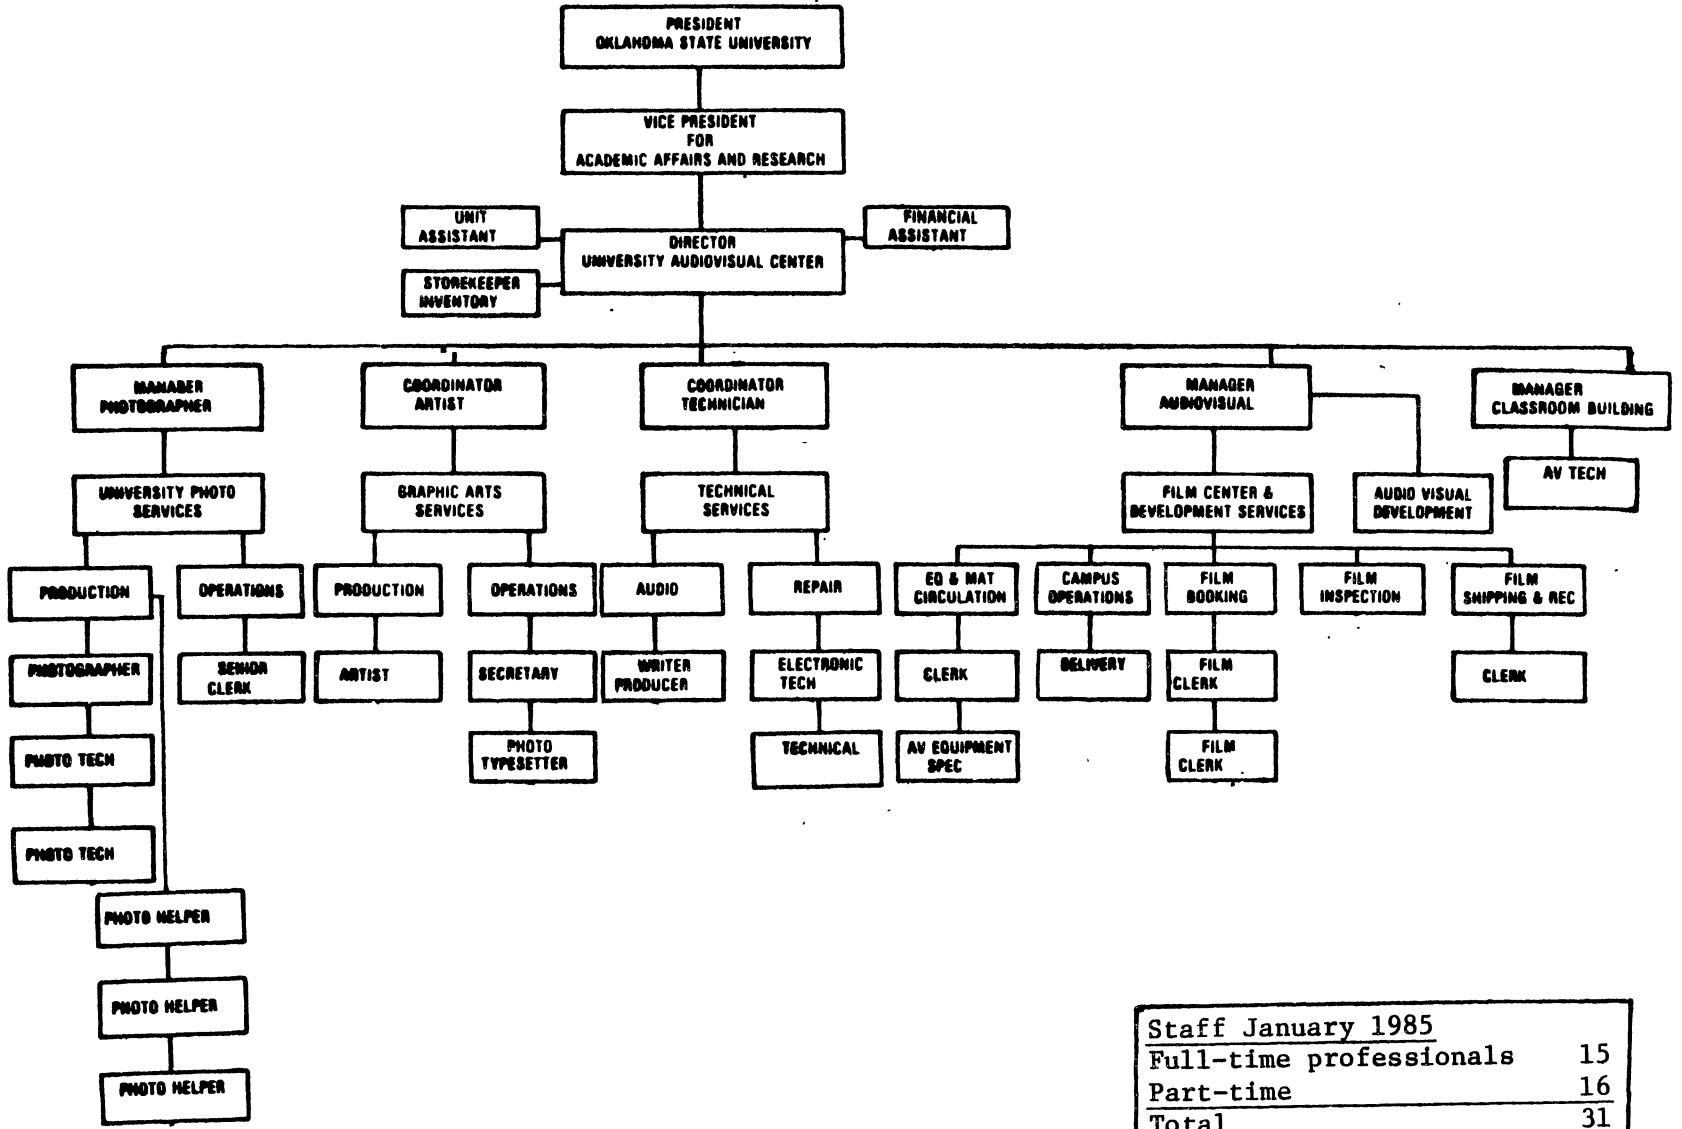 PRESIDENT
OKLAHOMA STATE UNIVERSITY
VICE PRESIDENT
FOR
ACADEMIC AFFAIRS AND RESEARCH
UNIT
ASSISTANT
FINANCIAL
ASSISTANT
DIRECTOR
UNIVERSITY AUDIOVISUAL CENTER
STOREKEEPER
INVENTORY
MANAGER
PHOTOGRAPHER
COORDINATOR
ARTIST
COORDINATOR
TECHNICIAN
MANAGER
AUDIOVISUAL
MANAGER
CLASSROOM BUILDING
UNIVERSITY PHOTO
SERVICES
GRAPHIC ARTS
SERVICES
TECHNICAL
SERVICES
FILM CENTER &
DEVELOPMENT SERVICES
AUDIO VISUAL
DEVELOPMENT
AV TECH
PRODUCTION
OPERATIONS
PRODUCTION
OPERATIONS
AUDIO
REPAIR
EQ & MAT
CIRCULATION
CAMPUS
OPERATIONS
FILM
BOOKING
FILM
INSPECTION
FILM
SHIPPING & REC
PHOTOGRAPHER
SENIOR
CLERK
ARTIST
SECRETARY
WRITER
PRODUCER
ELECTRONIC
TECH
CLERK
DELIVERY
FILM
CLERK
CLERK
PHOTO TECH
PHOTO
TYPESETTER
TECHNICAL
AV EQUIPMENT
SPEC
FILM
CLERK
PHOTO TECH
PHOTO HELPER
PHOTO HELPER
PHOTO HELPER
Staff January 1985
Full-time professionals 15
Part-time 16
Total 31